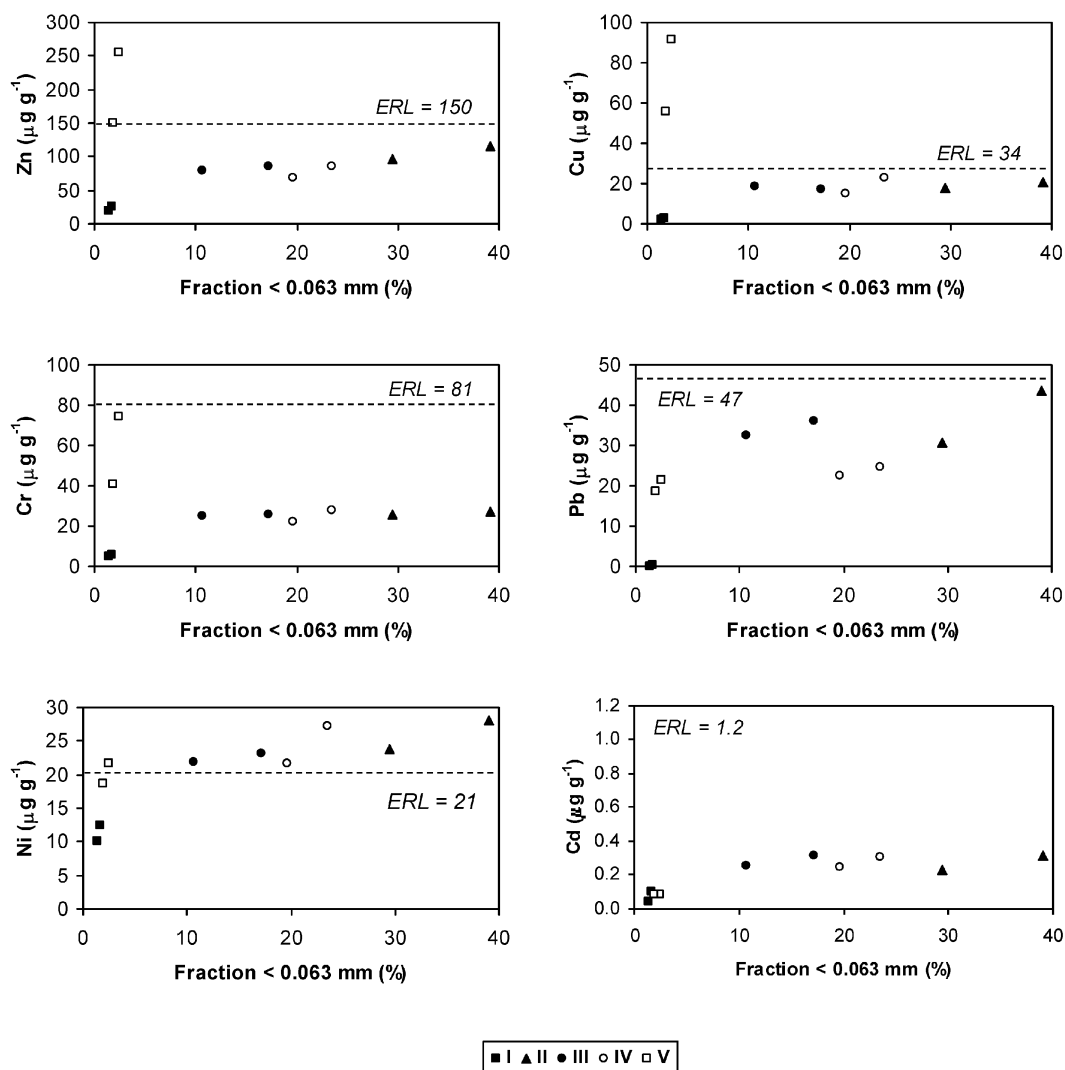 300
250
200
150
100
50
0
Zn (µg g⁻¹)
ERL = 150
0 10 20 30 40
Fraction < 0.063 mm (%)
100
80
60
40
20
0
Cu (µg g⁻¹)
ERL = 34
0 10 20 30 40
Fraction < 0.063 mm (%)
100
80
60
40
20
0
Cr (µg g⁻¹)
ERL = 81
0 10 20 30 40
Fraction < 0.063 mm (%)
50
40
30
20
10
0
Pb (µg g⁻¹)
ERL = 47
0 10 20 30 40
Fraction < 0.063 mm (%)
30
25
20
15
10
5
0
Ni (µg g⁻¹)
ERL = 21
0 10 20 30 40
Fraction < 0.063 mm (%)
1.2
1.0
0.8
0.6
0.4
0.2
0.0
Cd (µg g⁻¹)
ERL = 1.2
0 10 20 30 40
Fraction < 0.063 mm (%)
I II III IV V